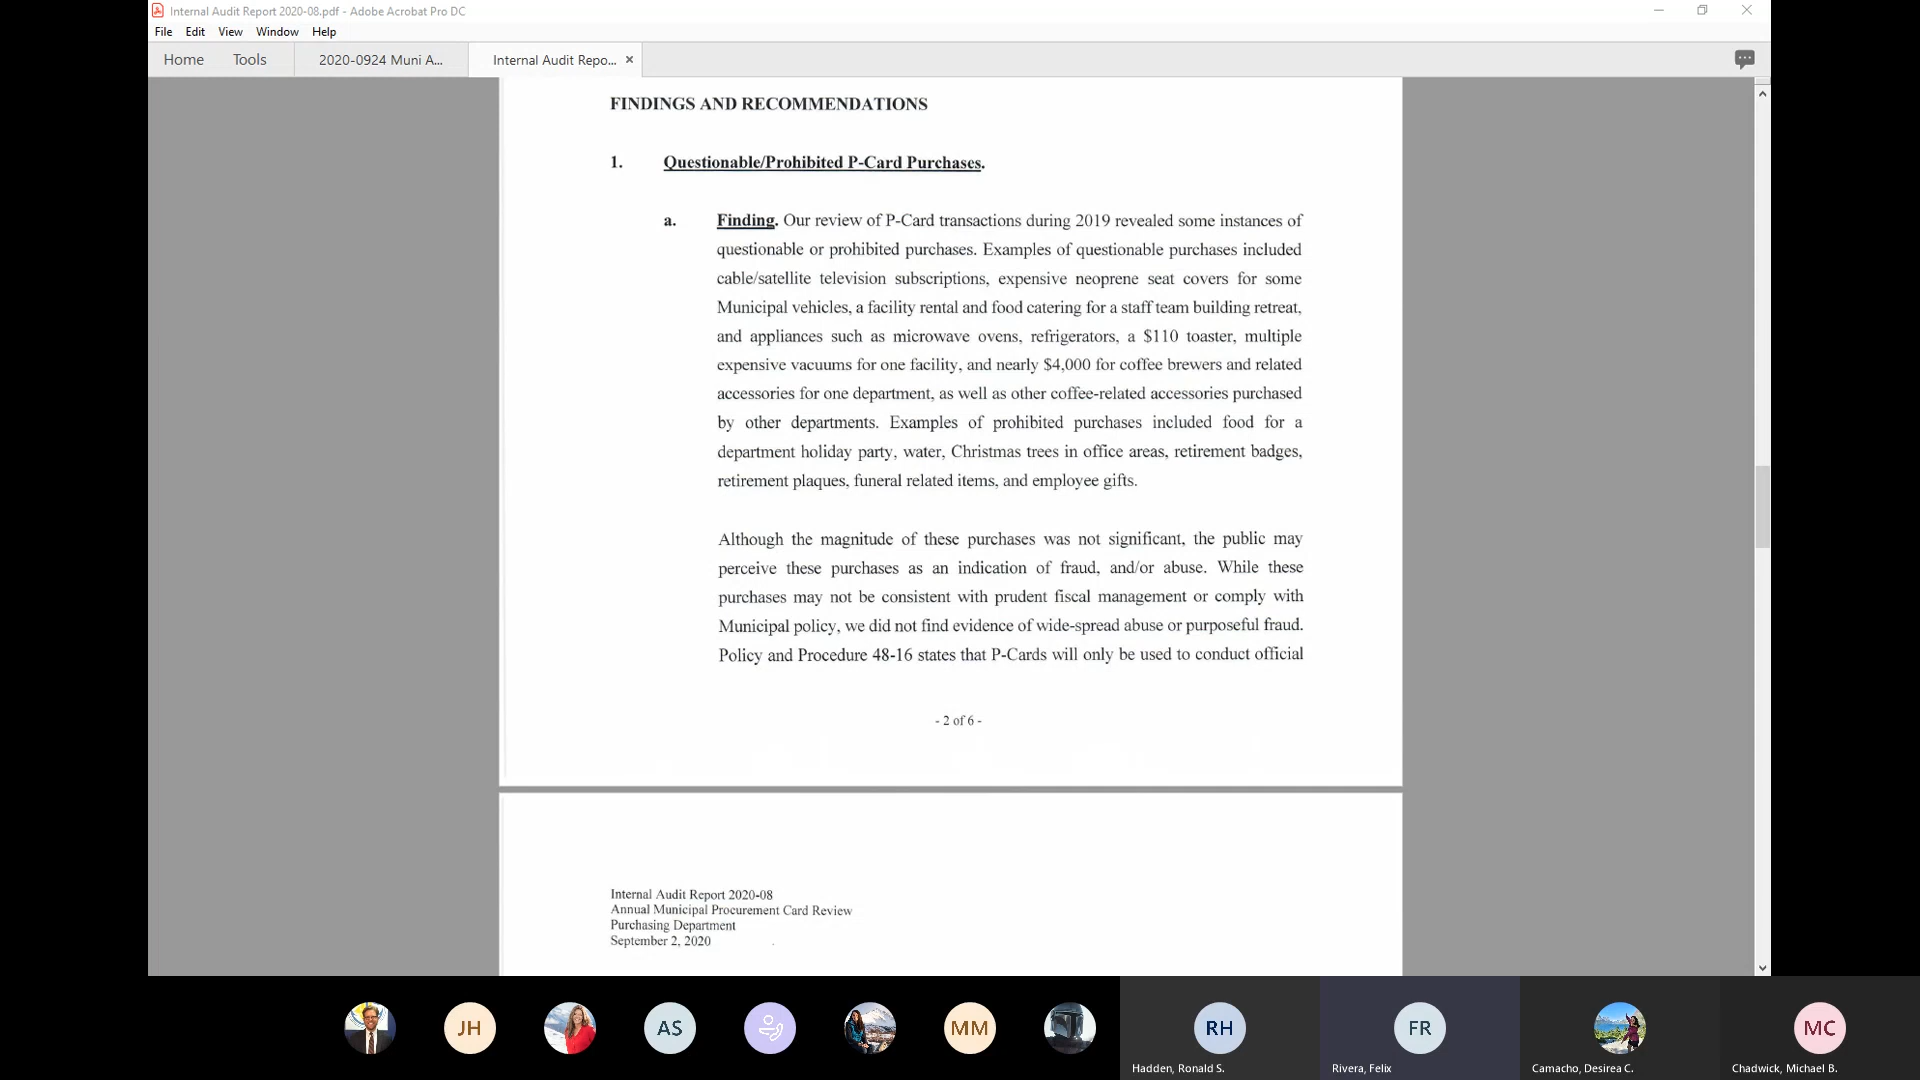 Internal Audit Report 2020-08.pdf - Adobe Acrobat Pro DC
File Edit View Window Help
Home Tools 2020-0924 Muni A... Internal Audit Repo... ×
FINDINGS AND RECOMMENDATIONS
1. Questionable/Prohibited P-Card Purchases.
a. Finding. Our review of P-Card transactions during 2019 revealed some instances of
questionable or prohibited purchases. Examples of questionable purchases included
cable/satellite television subscriptions, expensive neoprene seat covers for some
Municipal vehicles, a facility rental and food catering for a staff team building retreat,
and appliances such as microwave ovens, refrigerators, a $110 toaster, multiple
expensive vacuums for one facility, and nearly $4,000 for coffee brewers and related
accessories for one department, as well as other coffee-related accessories purchased
by other departments. Examples of prohibited purchases included food for a
department holiday party, water, Christmas trees in office areas, retirement badges,
retirement plaques, funeral related items, and employee gifts.
Although the magnitude of these purchases was not significant, the public may
perceive these purchases as an indication of fraud, and/or abuse. While these
purchases may not be consistent with prudent fiscal management or comply with
Municipal policy, we did not find evidence of wide-spread abuse or purposeful fraud.
Policy and Procedure 48-16 states that P-Cards will only be used to conduct official
- 2 of 6 -
Internal Audit Report 2020-08
Annual Municipal Procurement Card Review
Purchasing Department
September 2, 2020
JH AS MM RH FR MC
Hadden, Ronald S. Rivera, Felix Camacho, Desirea C. Chadwick, Michael B.